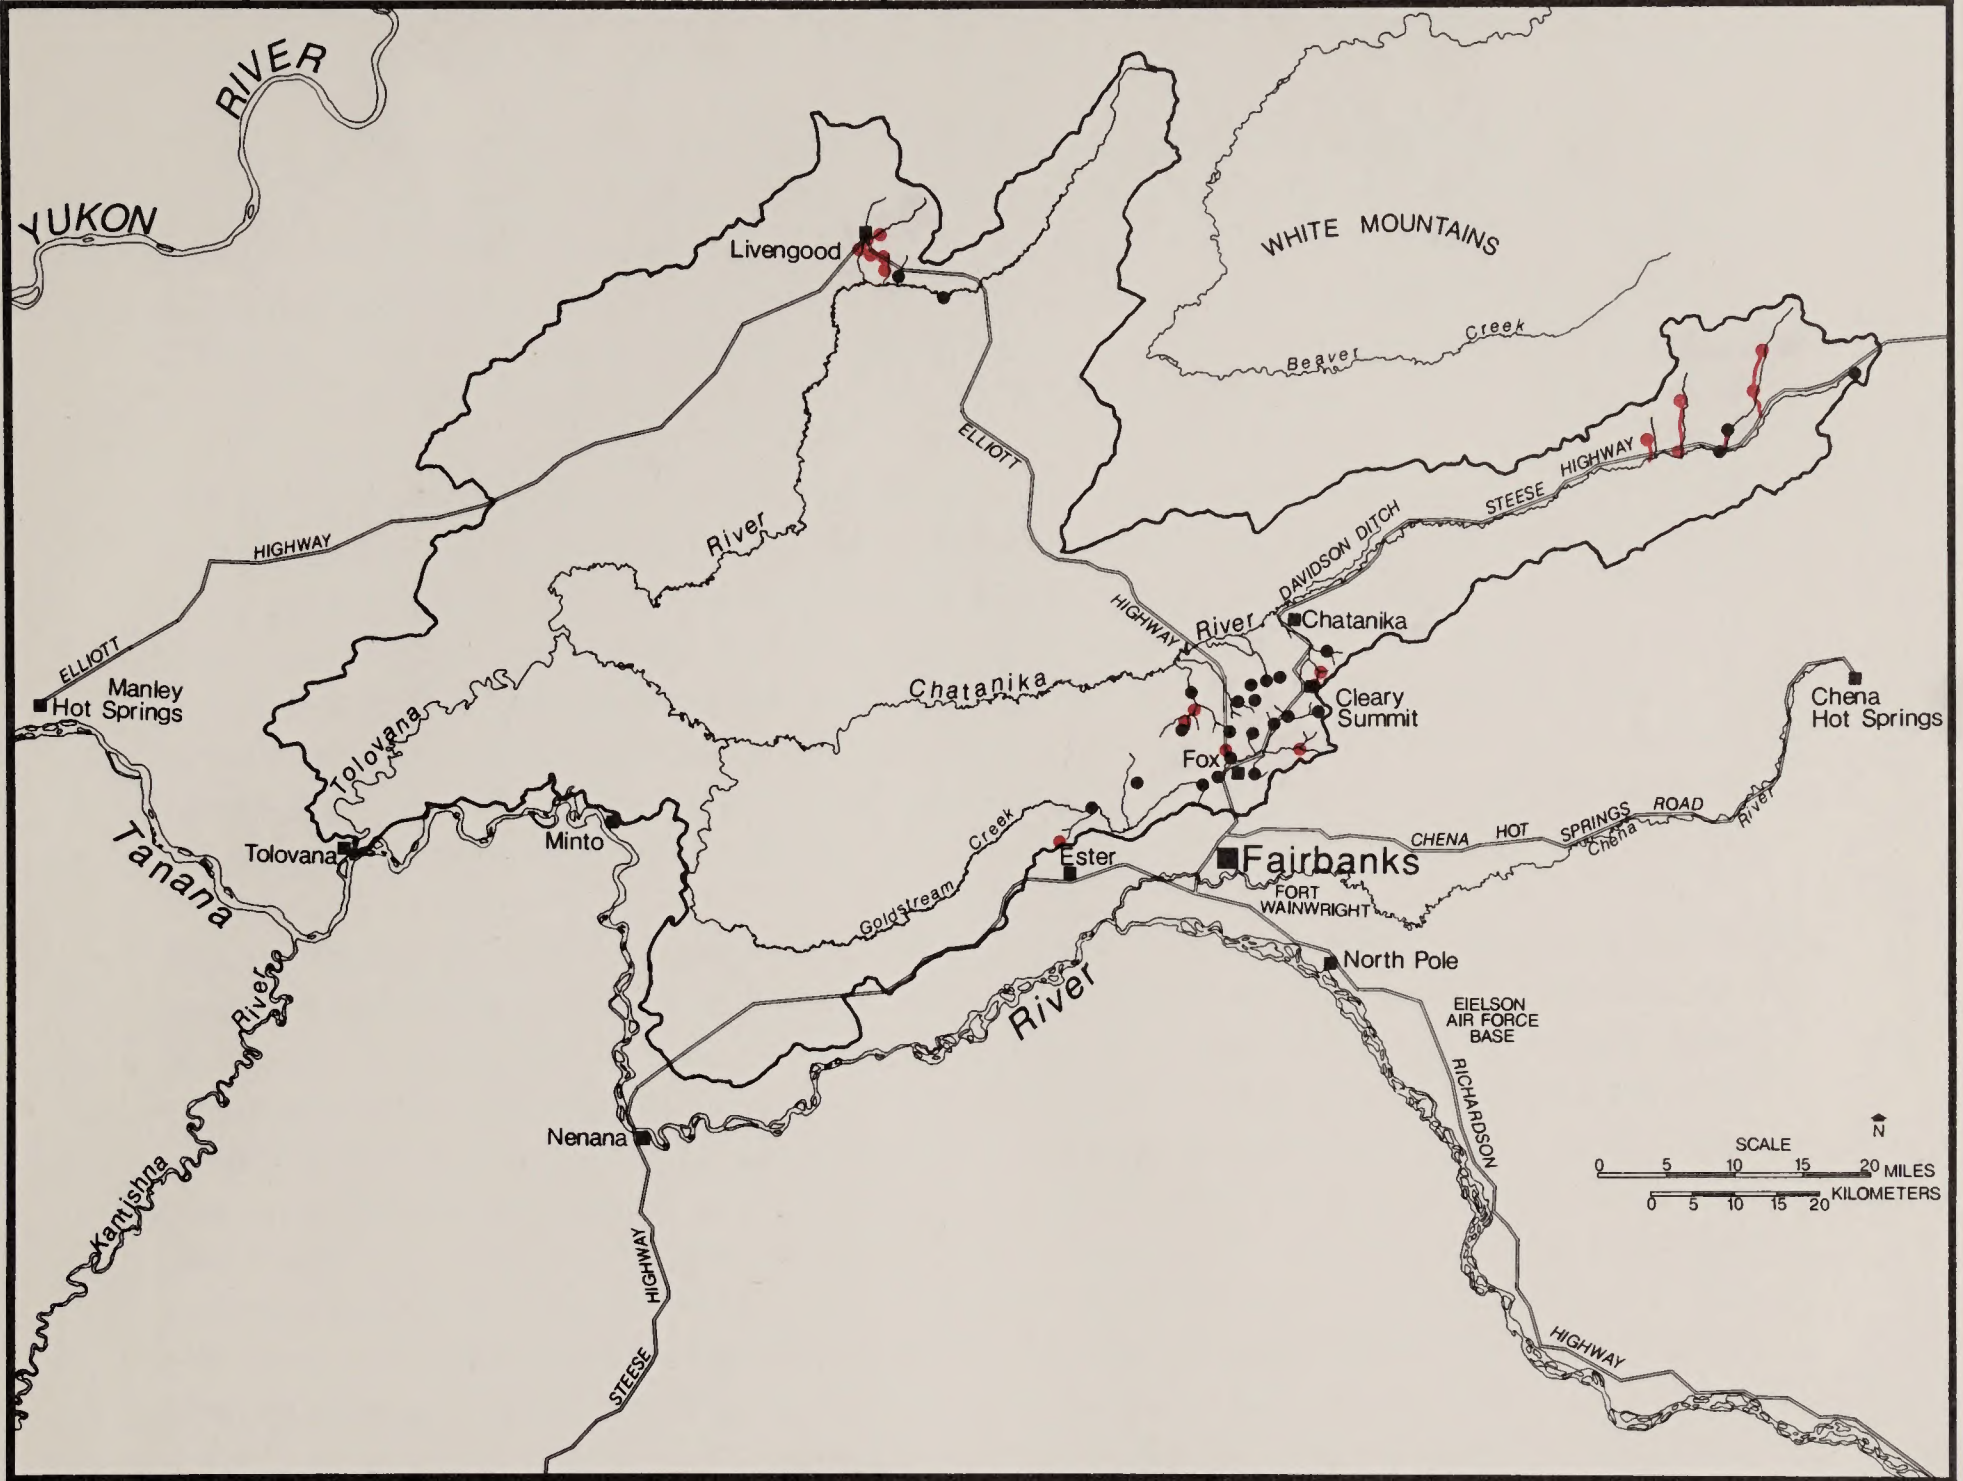 RIVER
YUKON
Livengood
WHITE MOUNTAINS
Beaver Creek
ELLIOTT
HIGHWAY
STEESE
DAVIDSON DITCH
River
HIGHWAY
ELLIOTT
HIGHWAY
River
Chatanika
Chatanika
Manley
Hot Springs
Cleary
Summit
Chena
Hot Springs
Tolovana
Fox
Creek
Goldstream
CHENA HOT SPRINGS ROAD
Chena
River
Tolovana
Minto
Ester
Fairbanks
Tanana
FORT
WAINWRIGHT
North Pole
River
River
EIELSON
AIR FORCE
BASE
RICHARDSON
Nenana
Kantishna
N
SCALE
0 5 10 15 20 MILES
0 5 10 15 20 KILOMETERS
HIGHWAY
STEESE
HIGHWAY